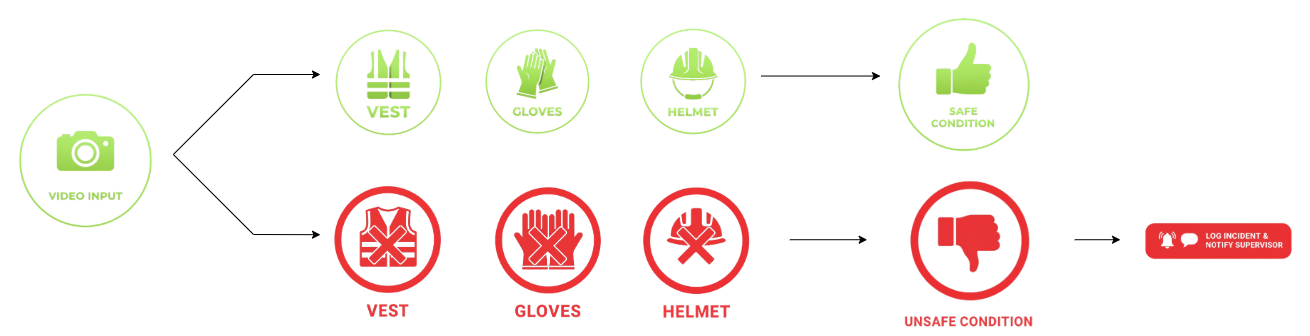 VIDEO INPUT
VEST
GLOVES
HELMET
SAFE
CONDITION
VEST
GLOVES
HELMET
UNSAFE CONDITION
LOG INCIDENT &
NOTIFY SUPERVISOR